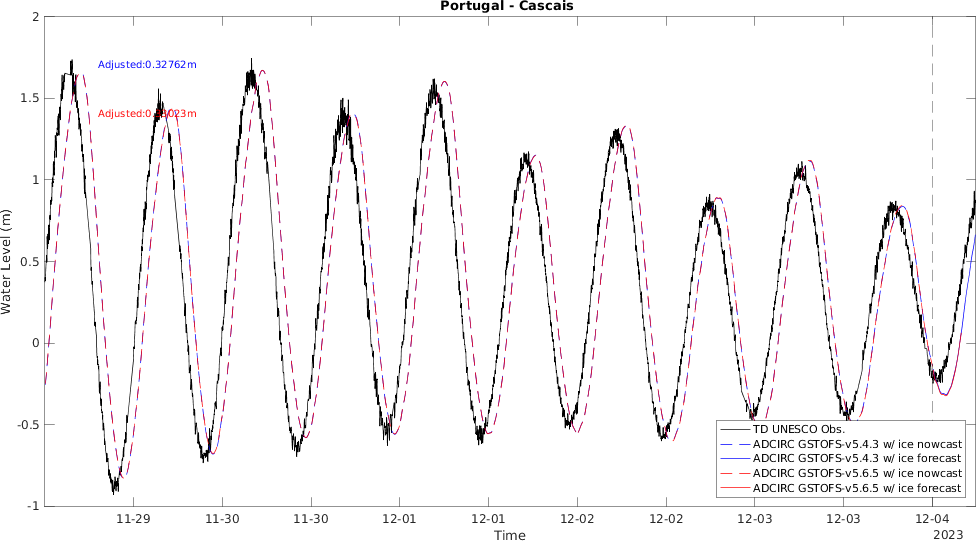 Portugal - Cascais
2
1.5
1
0.5
0
-0.5
-1
Water Level (m)
Adjusted:0.32762m
TD UNESCO Obs.
ADCIRC GSTOFS-v5.4.3 w/ ice nowcast
ADCIRC GSTOFS-v5.4.3 w/ ice forecast
ADCIRC GSTOFS-v5.6.5 w/ ice nowcast
ADCIRC GSTOFS-v5.6.5 w/ ice forecast
11-29
11-30
11-30
12-01
12-01
12-02
12-02
12-03
12-03
12-04
Time
2023